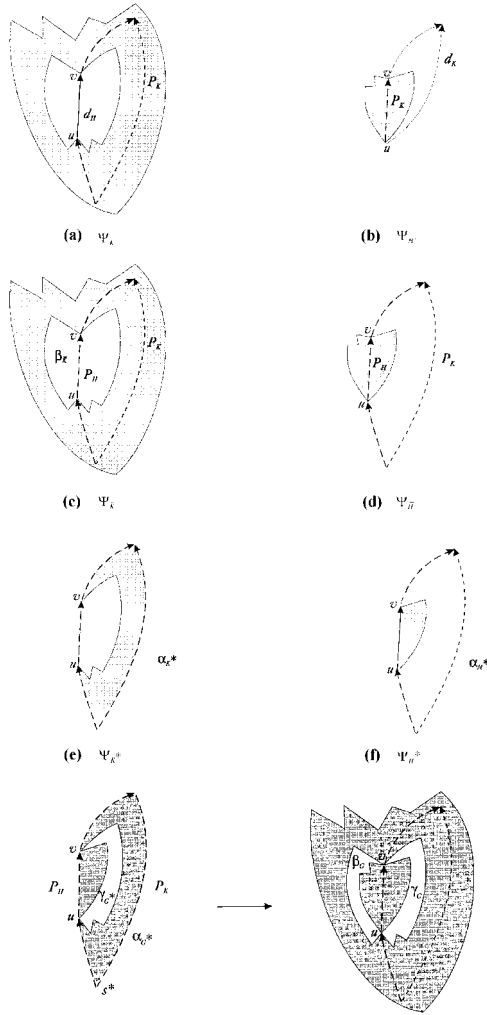 v
d_H
u
P_K
(a) Ψ_K
v
d_K
P_K
u
(b)
v
β_K̄
P_H
u
P_K
(c) Ψ_K̄
v
P_H
u
P_K
(d) Ψ_H̄
v
u
α_K*
(e) Ψ_K*
v
u
α_H*
(f) Ψ_H*
v
P_H
γ_G*
u
P_K
α_G*
s*
v
β_G
γ_G
u